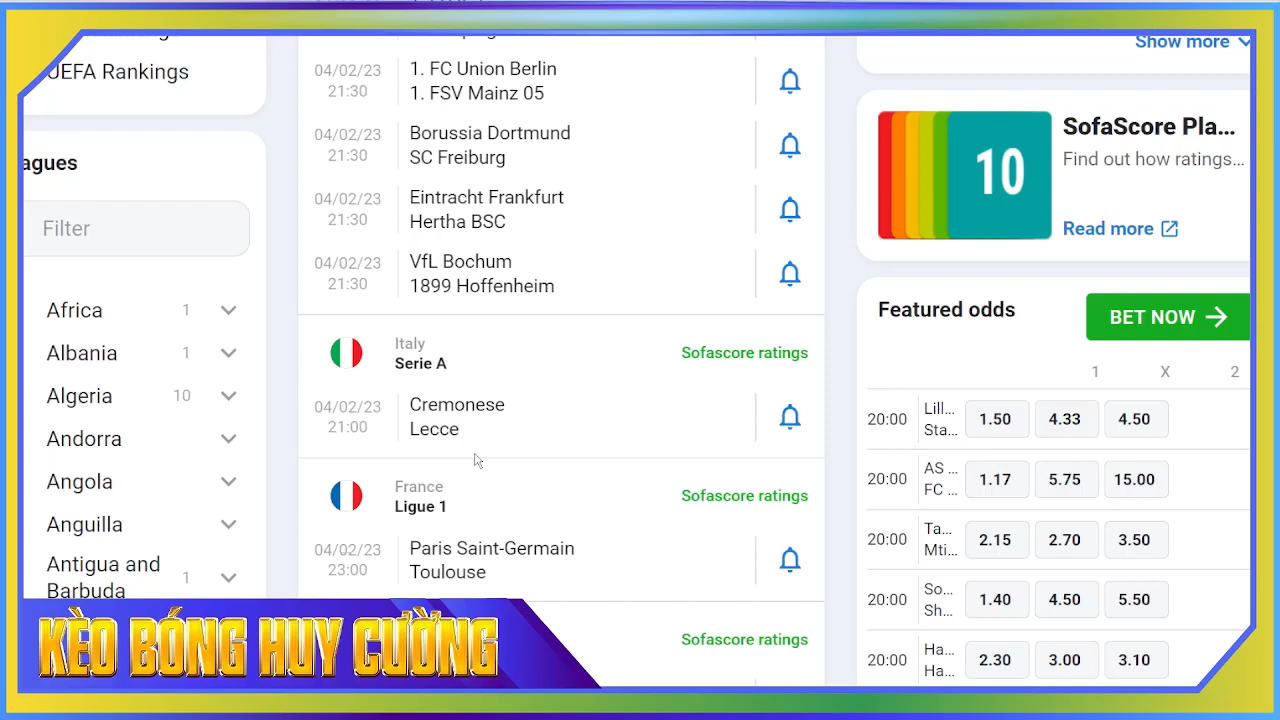 UEFA Rankings
agues
Filter
Africa 1
Albania 1
Algeria 10
Andorra
Angola
Anguilla
Antigua and
Barbuda 1
04/02/23
21:30
1. FC Union Berlin
1. FSV Mainz 05
04/02/23
21:30
Borussia Dortmund
SC Freiburg
04/02/23
21:30
Eintracht Frankfurt
Hertha BSC
04/02/23
21:30
VfL Bochum
1899 Hoffenheim
Italy
Serie A
Sofascore ratings
04/02/23
21:00
Cremonese
Lecce
France
Ligue 1
Sofascore ratings
04/02/23
23:00
Paris Saint-Germain
Toulouse
Sofascore ratings
Show more
10
SofaScore Pla...
Find out how ratings...
Read more
Featured odds
BET NOW
1 X 2
20:00
Lill...
Sta...
1.50 4.33 4.50
20:00
AS ...
FC ...
1.17 5.75 15.00
20:00
Ta...
Mti...
2.15 2.70 3.50
20:00
So...
Sh...
1.40 4.50 5.50
20:00
Ha...
Ha...
2.30 3.00 3.10
KÈO BÓNG HUY CƯỜNG